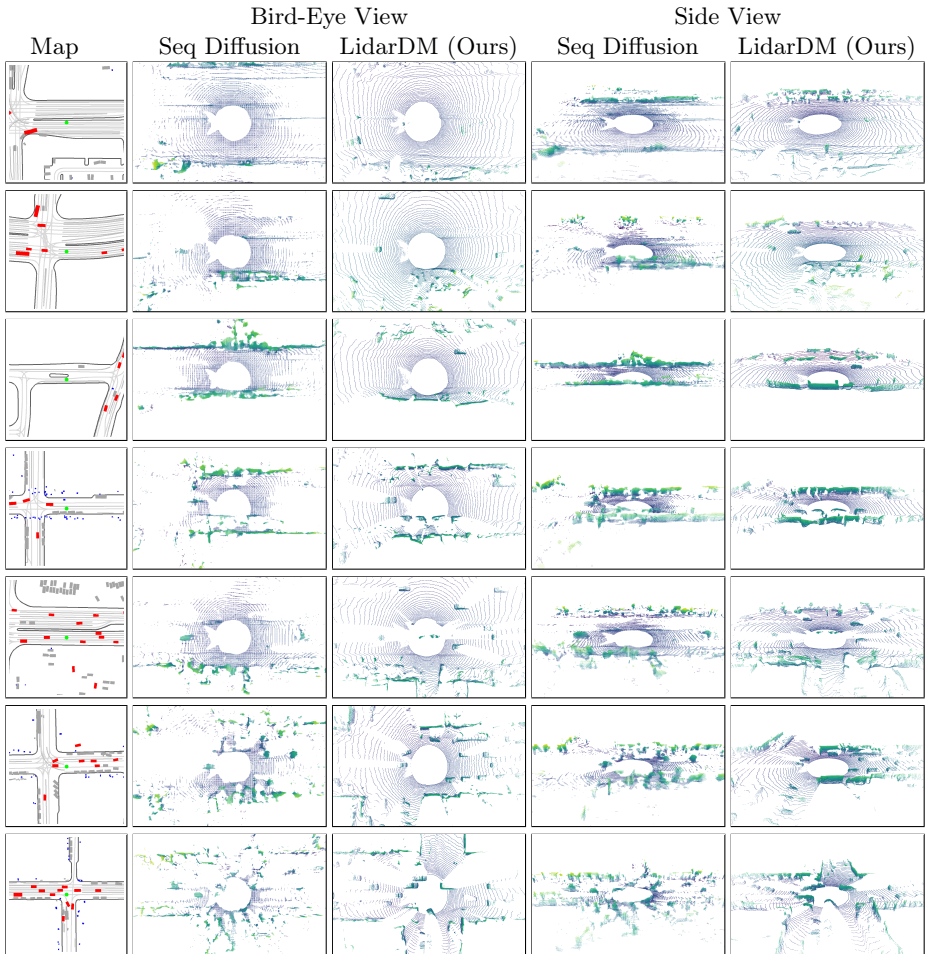 Bird-Eye View Side View
Map Seq Diffusion LidarDM (Ours) Seq Diffusion LidarDM (Ours)